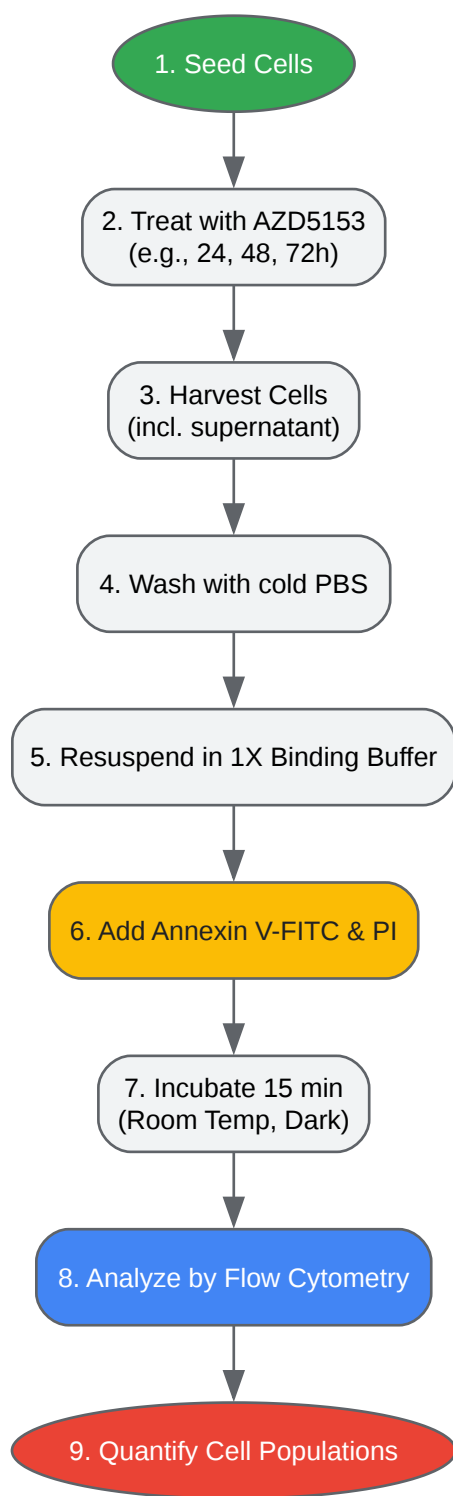 1. Seed Cells
2. Treat with AZD5153
(e.g., 24, 48, 72h)
3. Harvest Cells
(incl. supernatant)
4. Wash with cold PBS
5. Resuspend in 1X Binding Buffer
6. Add Annexin V-FITC & PI
7. Incubate 15 min
(Room Temp, Dark)
8. Analyze by Flow Cytometry
9. Quantify Cell Populations